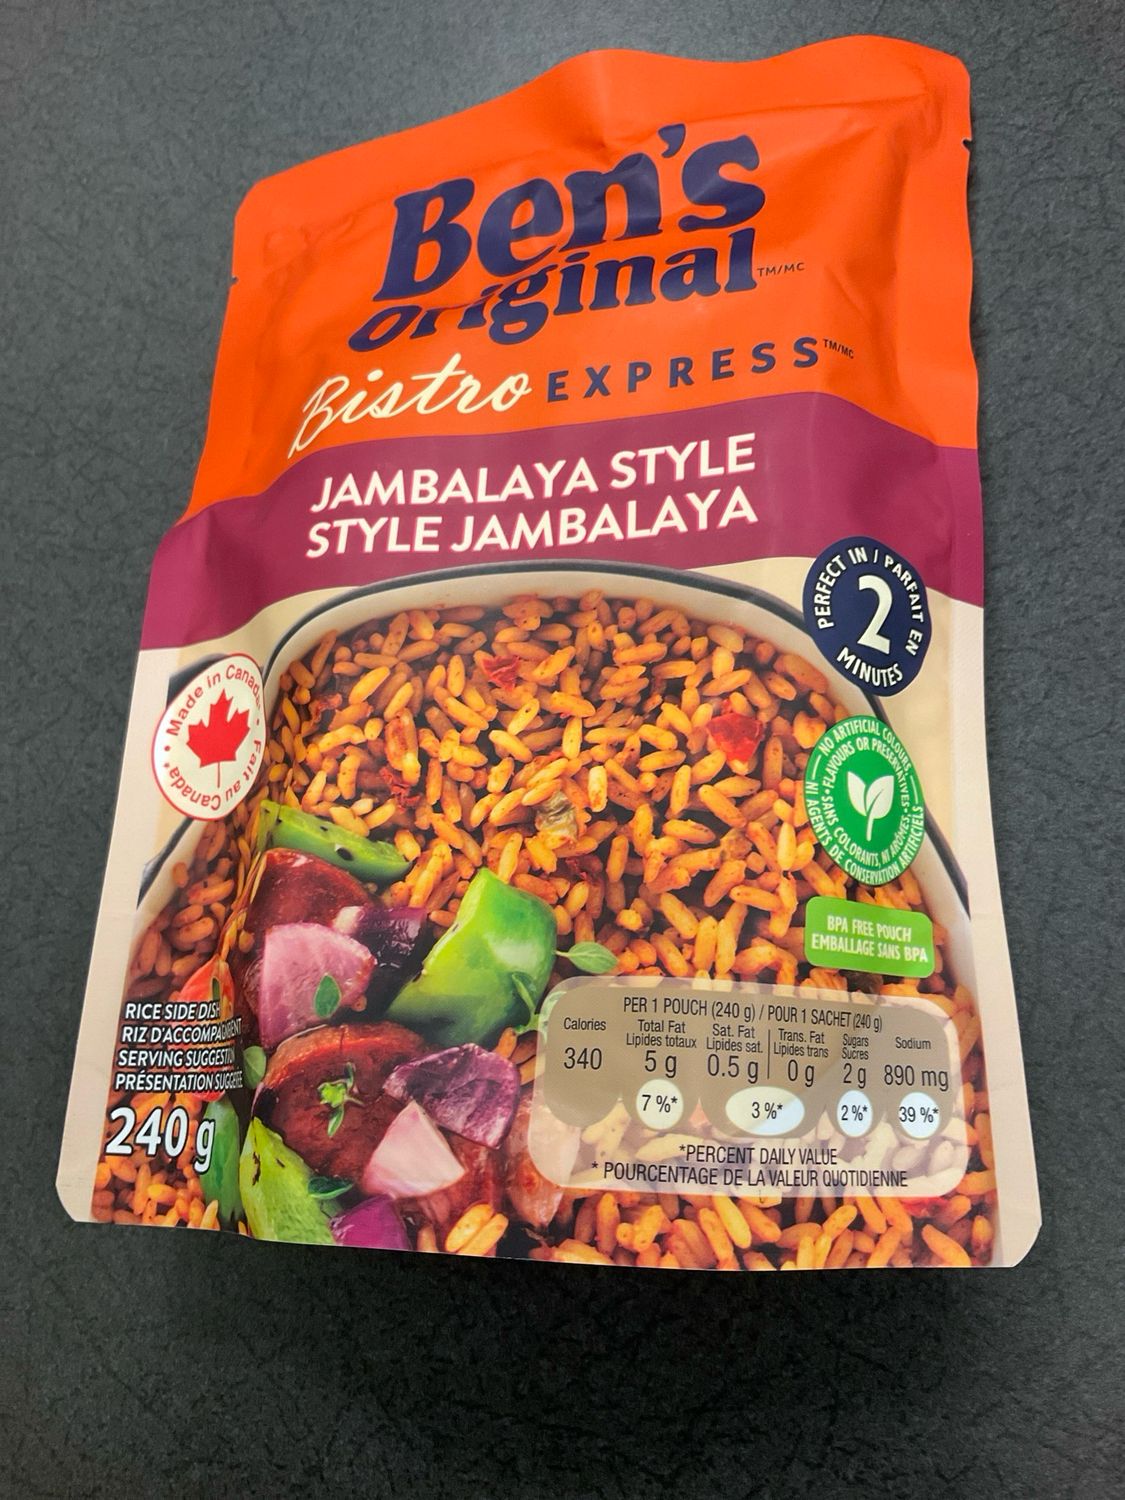 Ben's
Original TM/MC
Bistro EXPRESS TM/MC
JAMBALAYA STYLE
STYLE JAMBALAYA
PERFECT IN | PARFAIT EN
2
MINUTES
Made in Canada • Fait au Canada •
NO ARTIFICIAL COLOURS,
FLAVOURS OR PRESERVATIVES •
SANS COLORANTS, NI ARÔMES,
NI AGENTS DE CONSERVATION ARTIFICIELS
BPA FREE POUCH
EMBALLAGE SANS BPA
RICE SIDE DISH
RIZ D'ACCOMPAGNEMENT
SERVING SUGGESTION
PRÉSENTATION SUGGÉRÉE
240 g
PER 1 POUCH (240 g) / POUR 1 SACHET (240 g)
Calories
340
Total Fat
Lipides totaux
5 g
7 %*
Sat. Fat
Lipides sat.
0.5 g
Trans. Fat
Lipides trans
0 g
3 %*
Sugars
Sucres
2 g
2 %*
Sodium
890 mg
39 %*
*PERCENT DAILY VALUE
* POURCENTAGE DE LA VALEUR QUOTIDIENNE